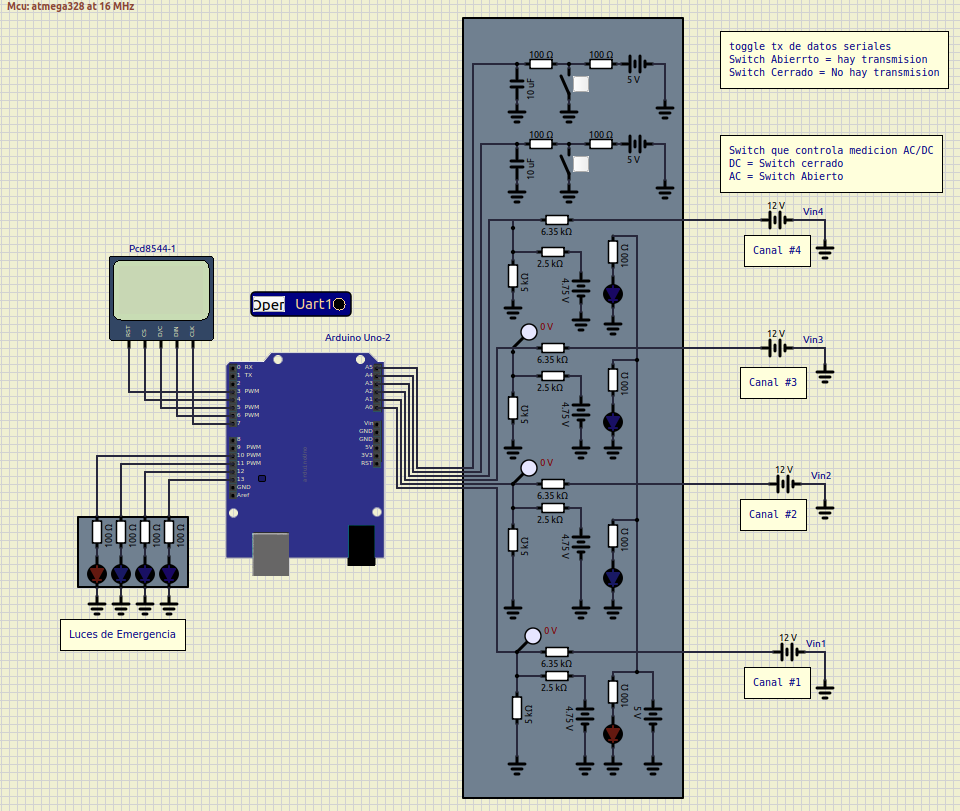 Mcu: atmega328 at 16 MHz
toggle tx de datos seriales
Switch Abierrto = hay transmision
Switch Cerrado = No hay transmision
100 Ω
100 Ω
10 uF
5 V
Switch que controla medicion AC/DC
DC = Switch cerrado
AC = Switch Abierto
100 Ω
100 Ω
10 uF
5 V
12 V
Vin4
Canal #4
6.35 kΩ
2.5 kΩ
5 kΩ
4.75 V
100 Ω
Pcd8544-1
RST
CS
D/C
DIN
CLK
Oper
Uart1
Arduino Uno-2
0 RX
1 TX
2
3 PWM
4
5 PWM
6 PWM
7
8
9 PWM
10 PWM
11 PWM
12
13
GND
Aref
A5
A4
A3
A2
A1
A0
Vin
GND
GND
5V
3V3
RST
0 V
12 V
Vin3
Canal #3
6.35 kΩ
2.5 kΩ
5 kΩ
4.75 V
100 Ω
0 V
12 V
Vin2
Canal #2
6.35 kΩ
2.5 kΩ
5 kΩ
4.75 V
100 Ω
100 Ω
100 Ω
100 Ω
100 Ω
Luces de Emergencia
0 V
12 V
Vin1
Canal #1
6.35 kΩ
2.5 kΩ
5 kΩ
4.75 V
100 Ω
5 V